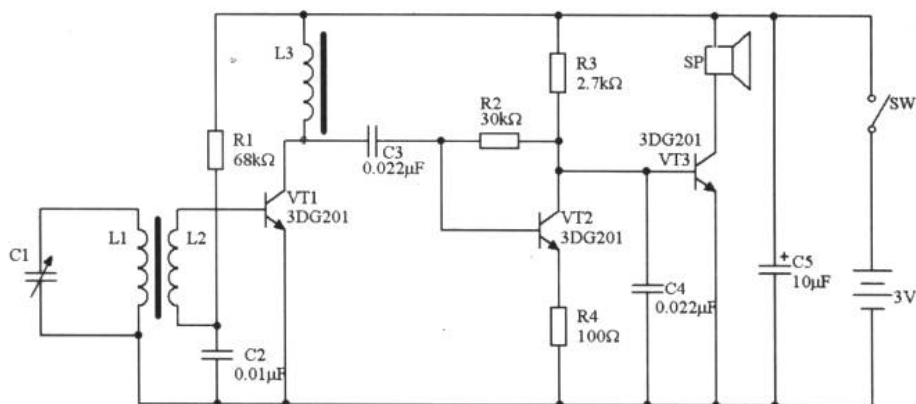 L3
R3
2.7kΩ
SP
SW
R2
30kΩ
R1
68kΩ
C3
0.022μF
3DG201
VT3
VT1
3DG201
VT2
3DG201
C1
L1
L2
C5
+
10μF
3V
C4
0.022μF
R4
100Ω
C2
0.01μF